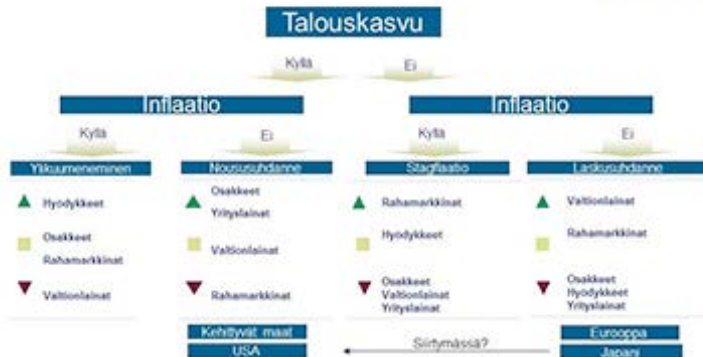 Talouskasvu
Kyllä
Ei
Inflaatio
Inflaatio
Kyllä
Ei
Kyllä
Ei
Ylikuumeneminen
Noususuhdanne
Stagflaatio
Laskusuhdanne
Hyödykkeet
Osakkeet
Rahamarkkinat
Valtionlainat
Osakkeet
Yrityslainat
Valtionlainat
Rahamarkkinat
Rahamarkkinat
Hyödykkeet
Osakkeet
Valtionlainat
Yrityslainat
Valtionlainat
Rahamarkkinat
Osakkeet
Hyödykkeet
Yrityslainat
Kehittyvät maat
USA
Siirtymässä?
Eurooppa
Japani